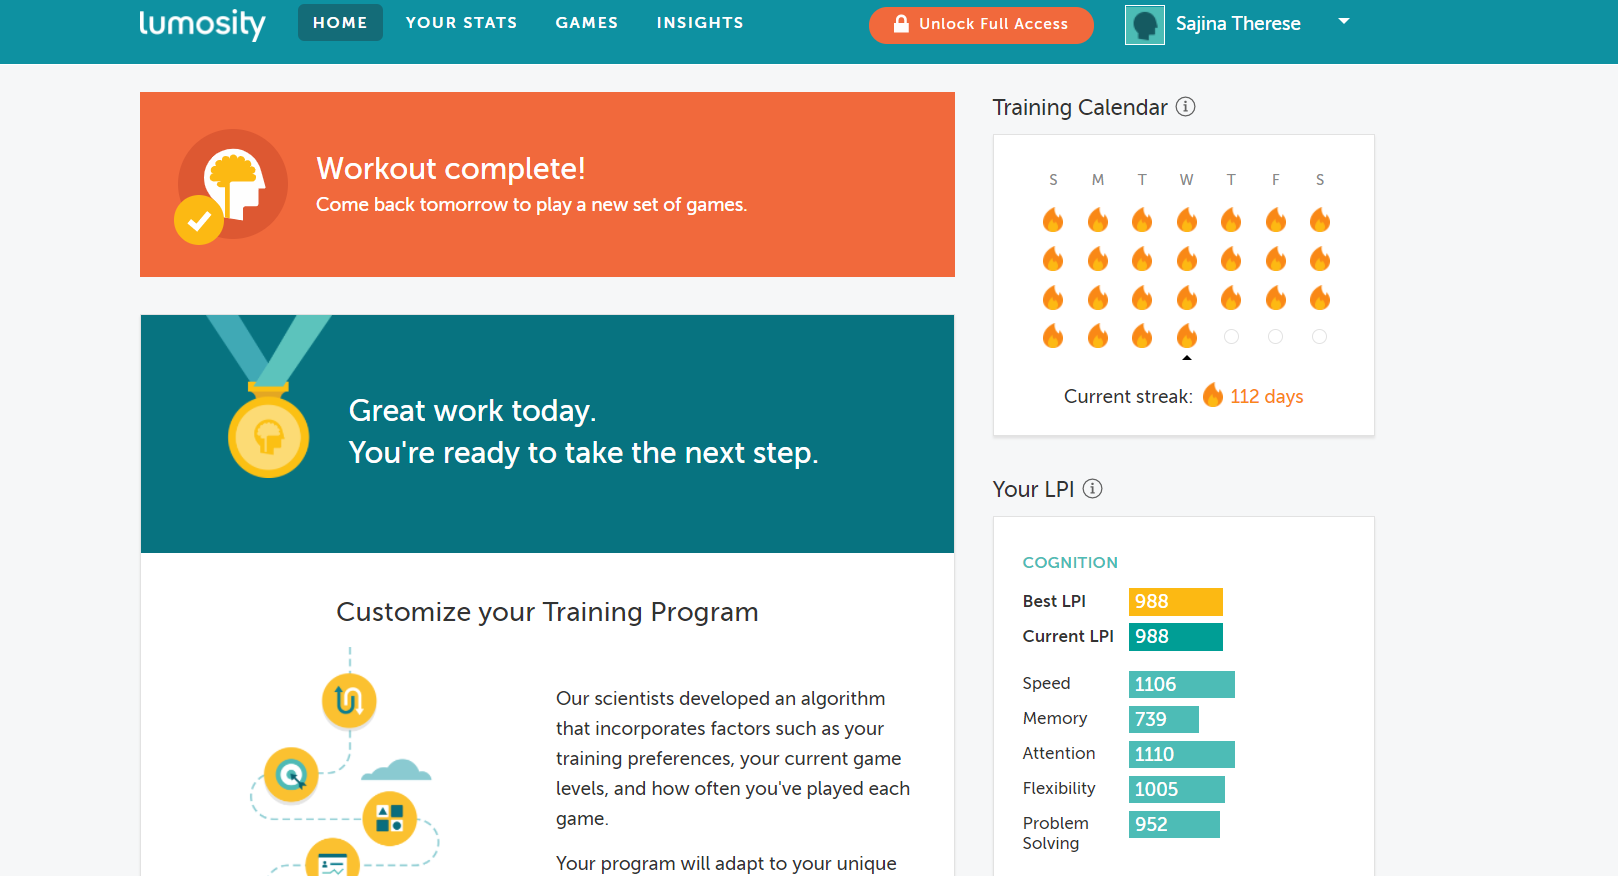 lumosity HOME YOUR STATS GAMES INSIGHTS Unlock Full Access Sajina Therese
Workout complete!
Come back tomorrow to play a new set of games.
Great work today.
You're ready to take the next step.
Customize your Training Program
Our scientists developed an algorithm
that incorporates factors such as your
training preferences, your current game
levels, and how often you've played each
game.
Your program will adapt to your unique
Training Calendar
S M T W T F S
Current streak: 112 days
Your LPI
COGNITION
Best LPI 988
Current LPI 988
Speed 1106
Memory 739
Attention 1110
Flexibility 1005
Problem Solving 952